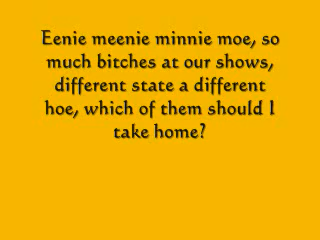 Eenie meenie minnie moe, so
much bitches at our shows,
different state a different
hoe, which of them should I
take home?